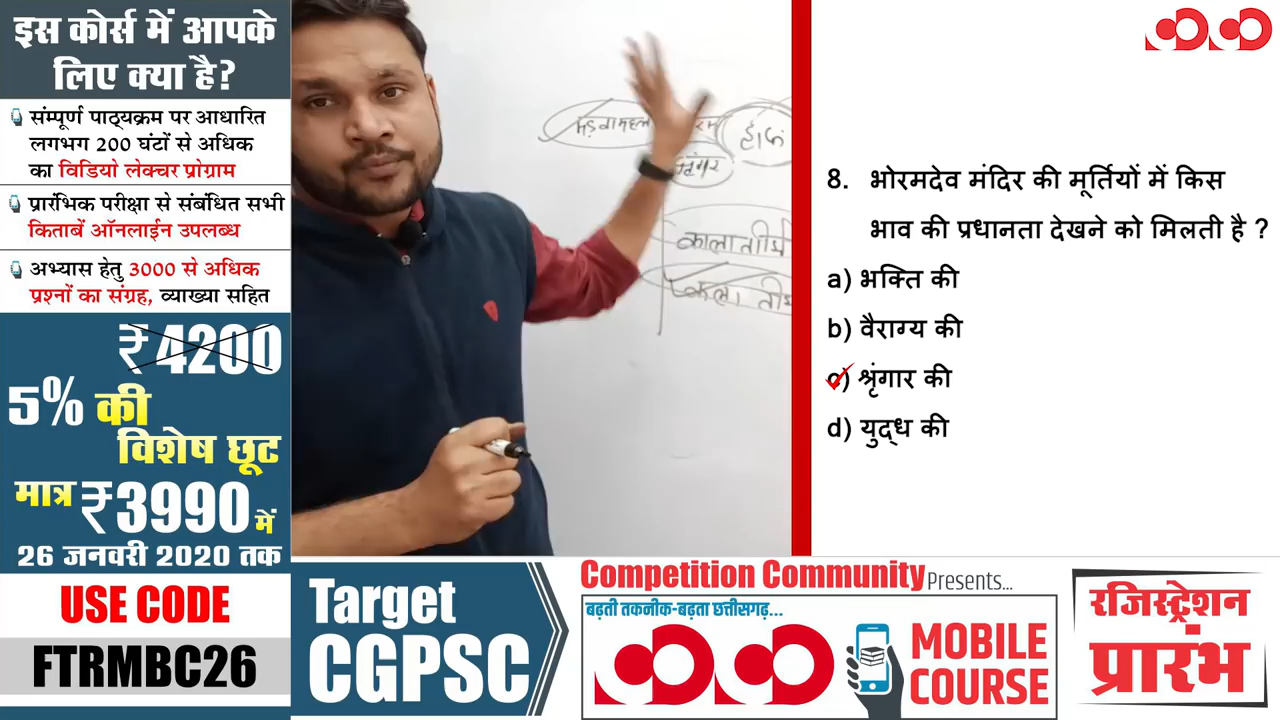 इस कोर्स में आपके
लिए क्या है?
संम्पूर्ण पाठ्यक्रम पर आधारित
लगभग 200 घंटों से अधिक
का विडियो लेक्चर प्रोग्राम
प्रारंभिक परीक्षा से संबंधित सभी
किताबें ऑनलाईन उपलब्ध
अभ्यास हेतु 3000 से अधिक
प्रश्नों का संग्रह, व्याख्या सहित
₹4200
5% की
विशेष छूट
मात्र ₹3990 में
26 जनवरी 2020 तक
USE CODE
FTRMBC26
काला तीर्थ
कला तीर्थ
8. भोरमदेव मंदिर की मूर्तियों में किस
भाव की प्रधानता देखने को मिलती है ?
a) भक्ति की
b) वैराग्य की
c) श्रृंगार की
d) युद्ध की
Target
CGPSC
Competition Community Presents...
बढ़ती तकनीक-बढ़ता छत्तीसगढ़...
MOBILE
COURSE
रजिस्ट्रेशन
प्रारंभ